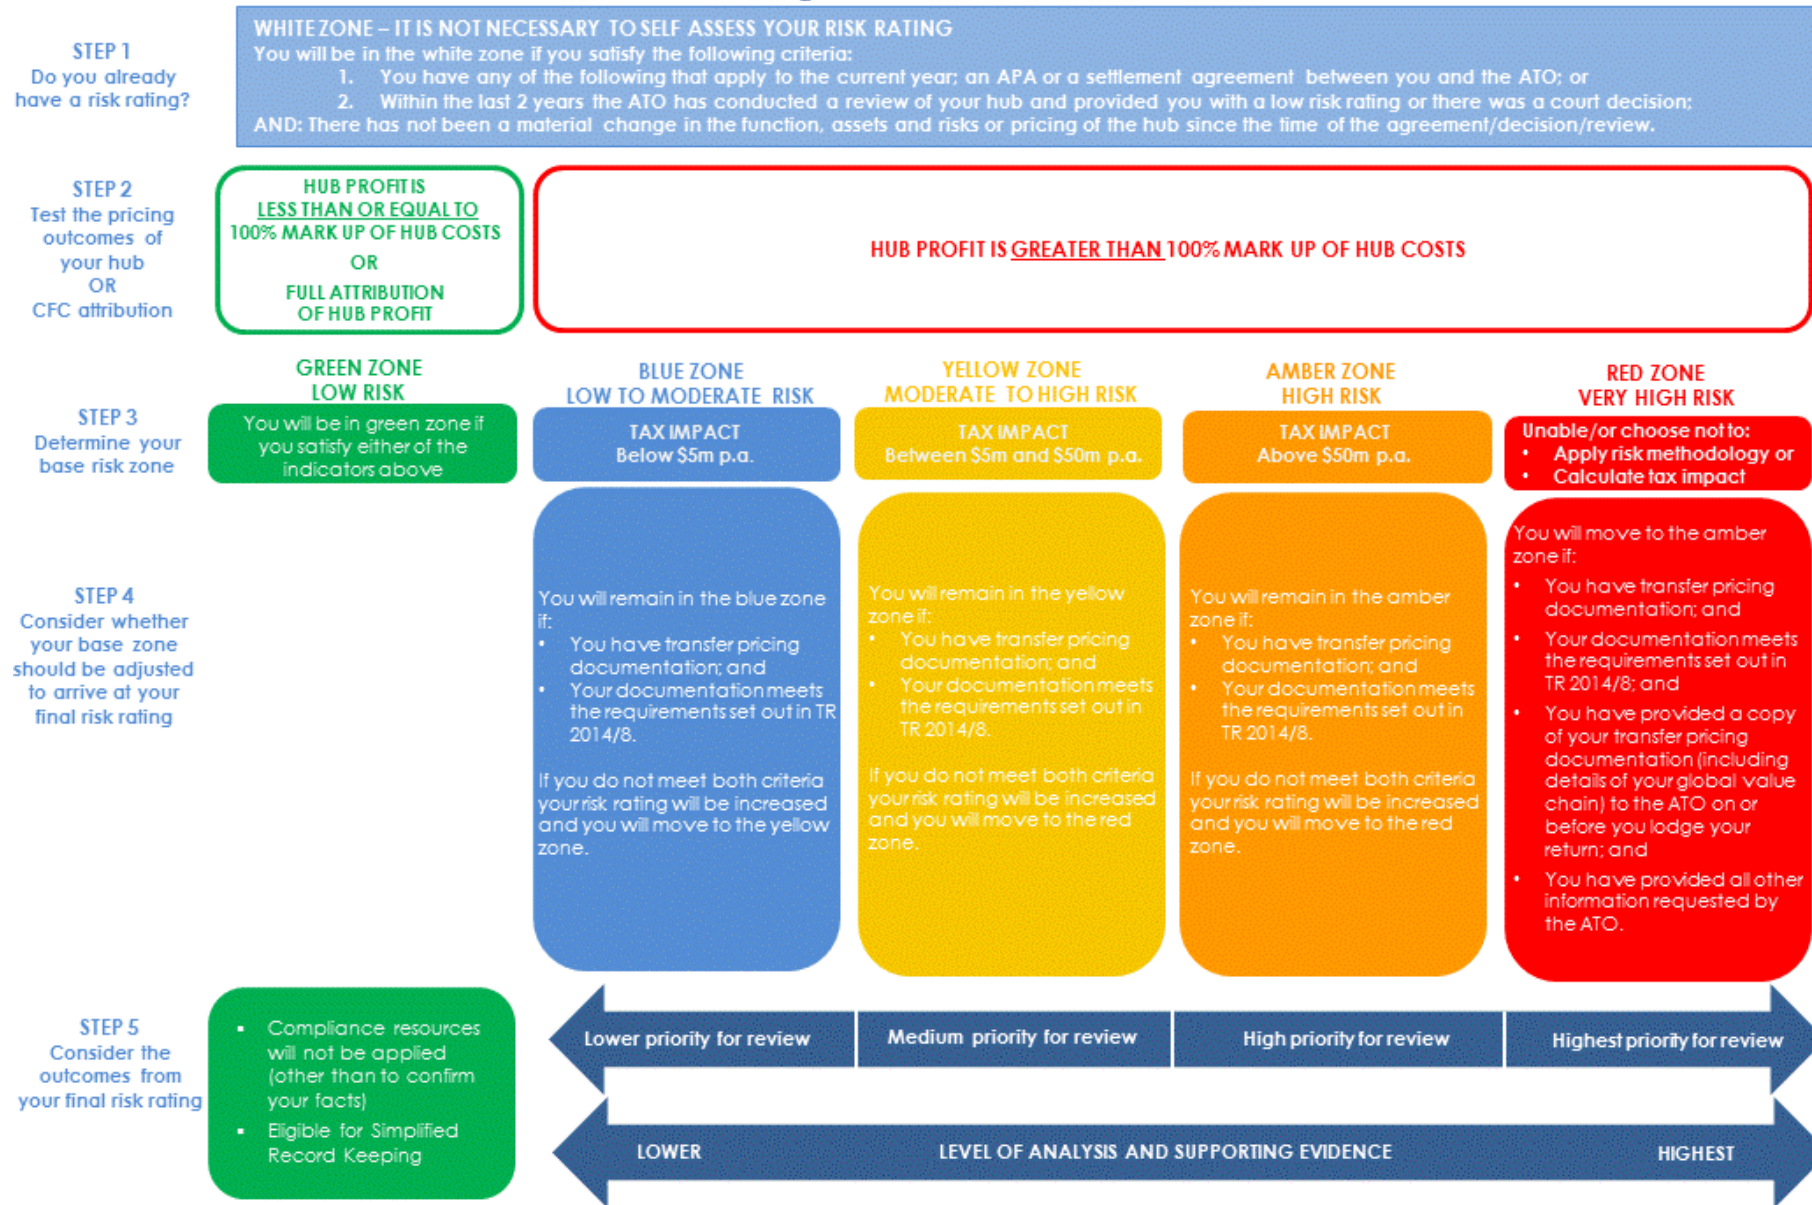 STEP 1
Do you already
have a risk rating?
WHITE ZONE – IT IS NOT NECESSARY TO SELF ASSESS YOUR RISK RATING
You will be in the white zone if you satisfy the following criteria:
1. You have any of the following that apply to the current year; an APA or a settlement agreement between you and the ATO; or
2. Within the last 2 years the ATO has conducted a review of your hub and provided you with a low risk rating or there was a court decision;
AND: There has not been a material change in the function, assets and risks or pricing of the hub since the time of the agreement/decision/review.
STEP 2
Test the pricing
outcomes of
your hub
OR
CFC attribution
HUB PROFIT IS
LESS THAN OR EQUAL TO
100% MARK UP OF HUB COSTS
OR
FULL ATTRIBUTION
OF HUB PROFIT
HUB PROFIT IS GREATER THAN 100% MARK UP OF HUB COSTS
STEP 3
Determine your
base risk zone
GREEN ZONE
LOW RISK
You will be in green zone if
you satisfy either of the
indicators above
BLUE ZONE
LOW TO MODERATE RISK
TAX IMPACT
Below $5m p.a.
YELLOW ZONE
MODERATE TO HIGH RISK
TAX IMPACT
Between $5m and $50m p.a.
AMBER ZONE
HIGH RISK
TAX IMPACT
Above $50m p.a.
RED ZONE
VERY HIGH RISK
Unable/or choose not to:
• Apply risk methodology or
• Calculate tax impact
STEP 4
Consider whether
your base zone
should be adjusted
to arrive at your
final risk rating
You will remain in the blue zone
if:
• You have transfer pricing
documentation; and
• Your documentation meets
the requirements set out in TR
2014/8.
If you do not meet both criteria
your risk rating will be increased
and you will move to the yellow
zone.
You will remain in the yellow
zone if:
• You have transfer pricing
documentation; and
• Your documentation meets
the requirements set out in
TR 2014/8.
If you do not meet both criteria
your risk rating will be increased
and you will move to the red
zone.
You will remain in the amber
zone if:
• You have transfer pricing
documentation; and
• Your documentation meets
the requirements set out in
TR 2014/8.
If you do not meet both criteria
your risk rating will be increased
and you will move to the red
zone.
You will move to the amber
zone if:
• You have transfer pricing
documentation; and
• Your documentation meets
the requirements set out in
TR 2014/8; and
• You have provided a copy
of your transfer pricing
documentation (including
details of your global value
chain) to the ATO on or
before you lodge your
return; and
• You have provided all other
information requested by
the ATO.
STEP 5
Consider the
outcomes from
your final risk rating
▪ Compliance resources
will not be applied
(other than to confirm
your facts)
▪ Eligible for Simplified
Record Keeping
Lower priority for review
Medium priority for review
High priority for review
Highest priority for review
LOWER
LEVEL OF ANALYSIS AND SUPPORTING EVIDENCE
HIGHEST